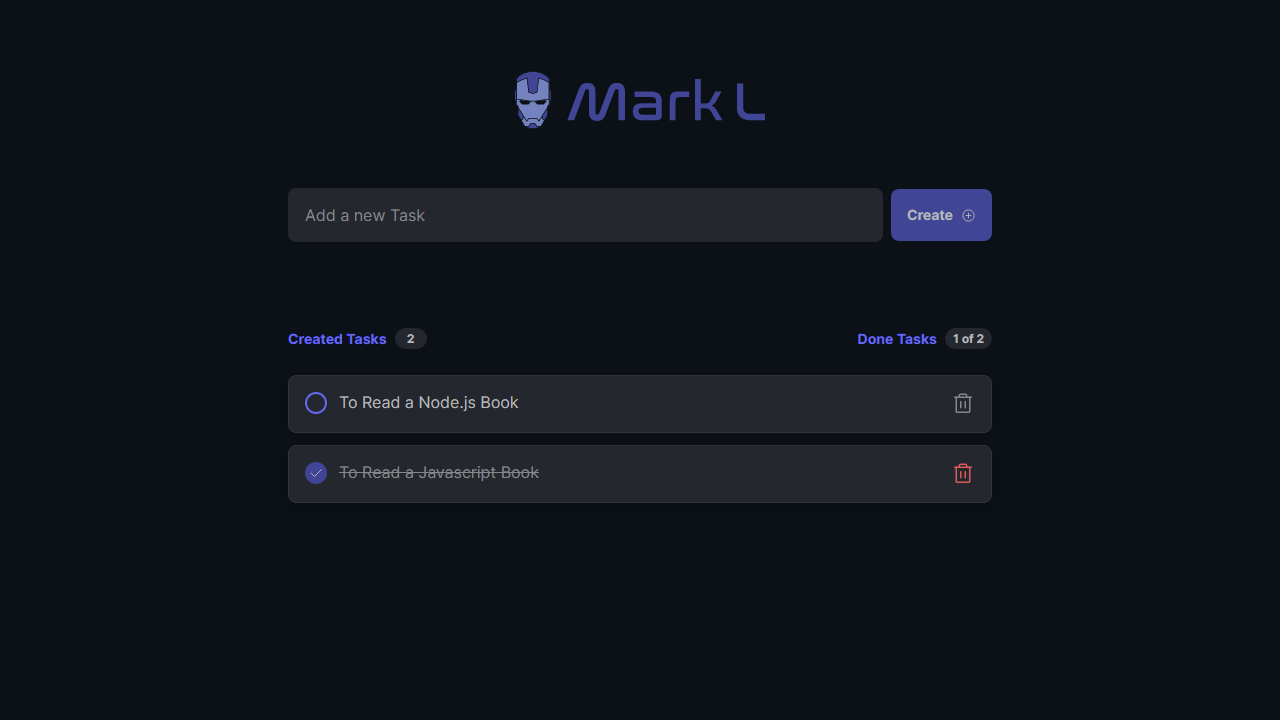 Mark L
Add a new Task
Create
Created Tasks 2
Done Tasks 1 of 2
To Read a Node.js Book
To Read a Javascript Book